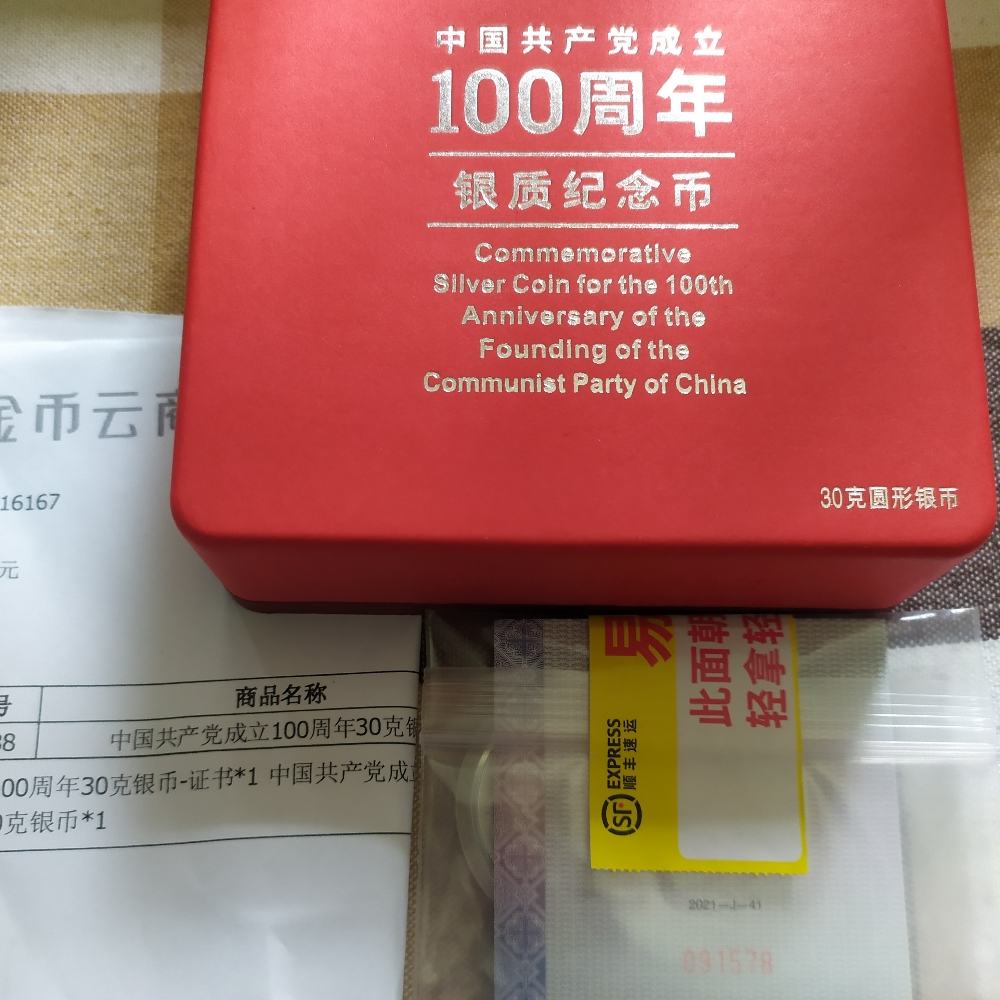 中国共产党成立
100周年
银质纪念币
Commemorative
Silver Coin for the 100th
Anniversary of the
Founding of the
Communist Party of China
30克圆形银币
金币云商
16167
元
号
商品名称
38
中国共产党成立100周年30克银
00周年30克银币-证书*1 中国共产党成立
0克银币*1
易
此面朝
轻拿轻
SF EXPRESS
顺丰速运
2021-J-41
091578